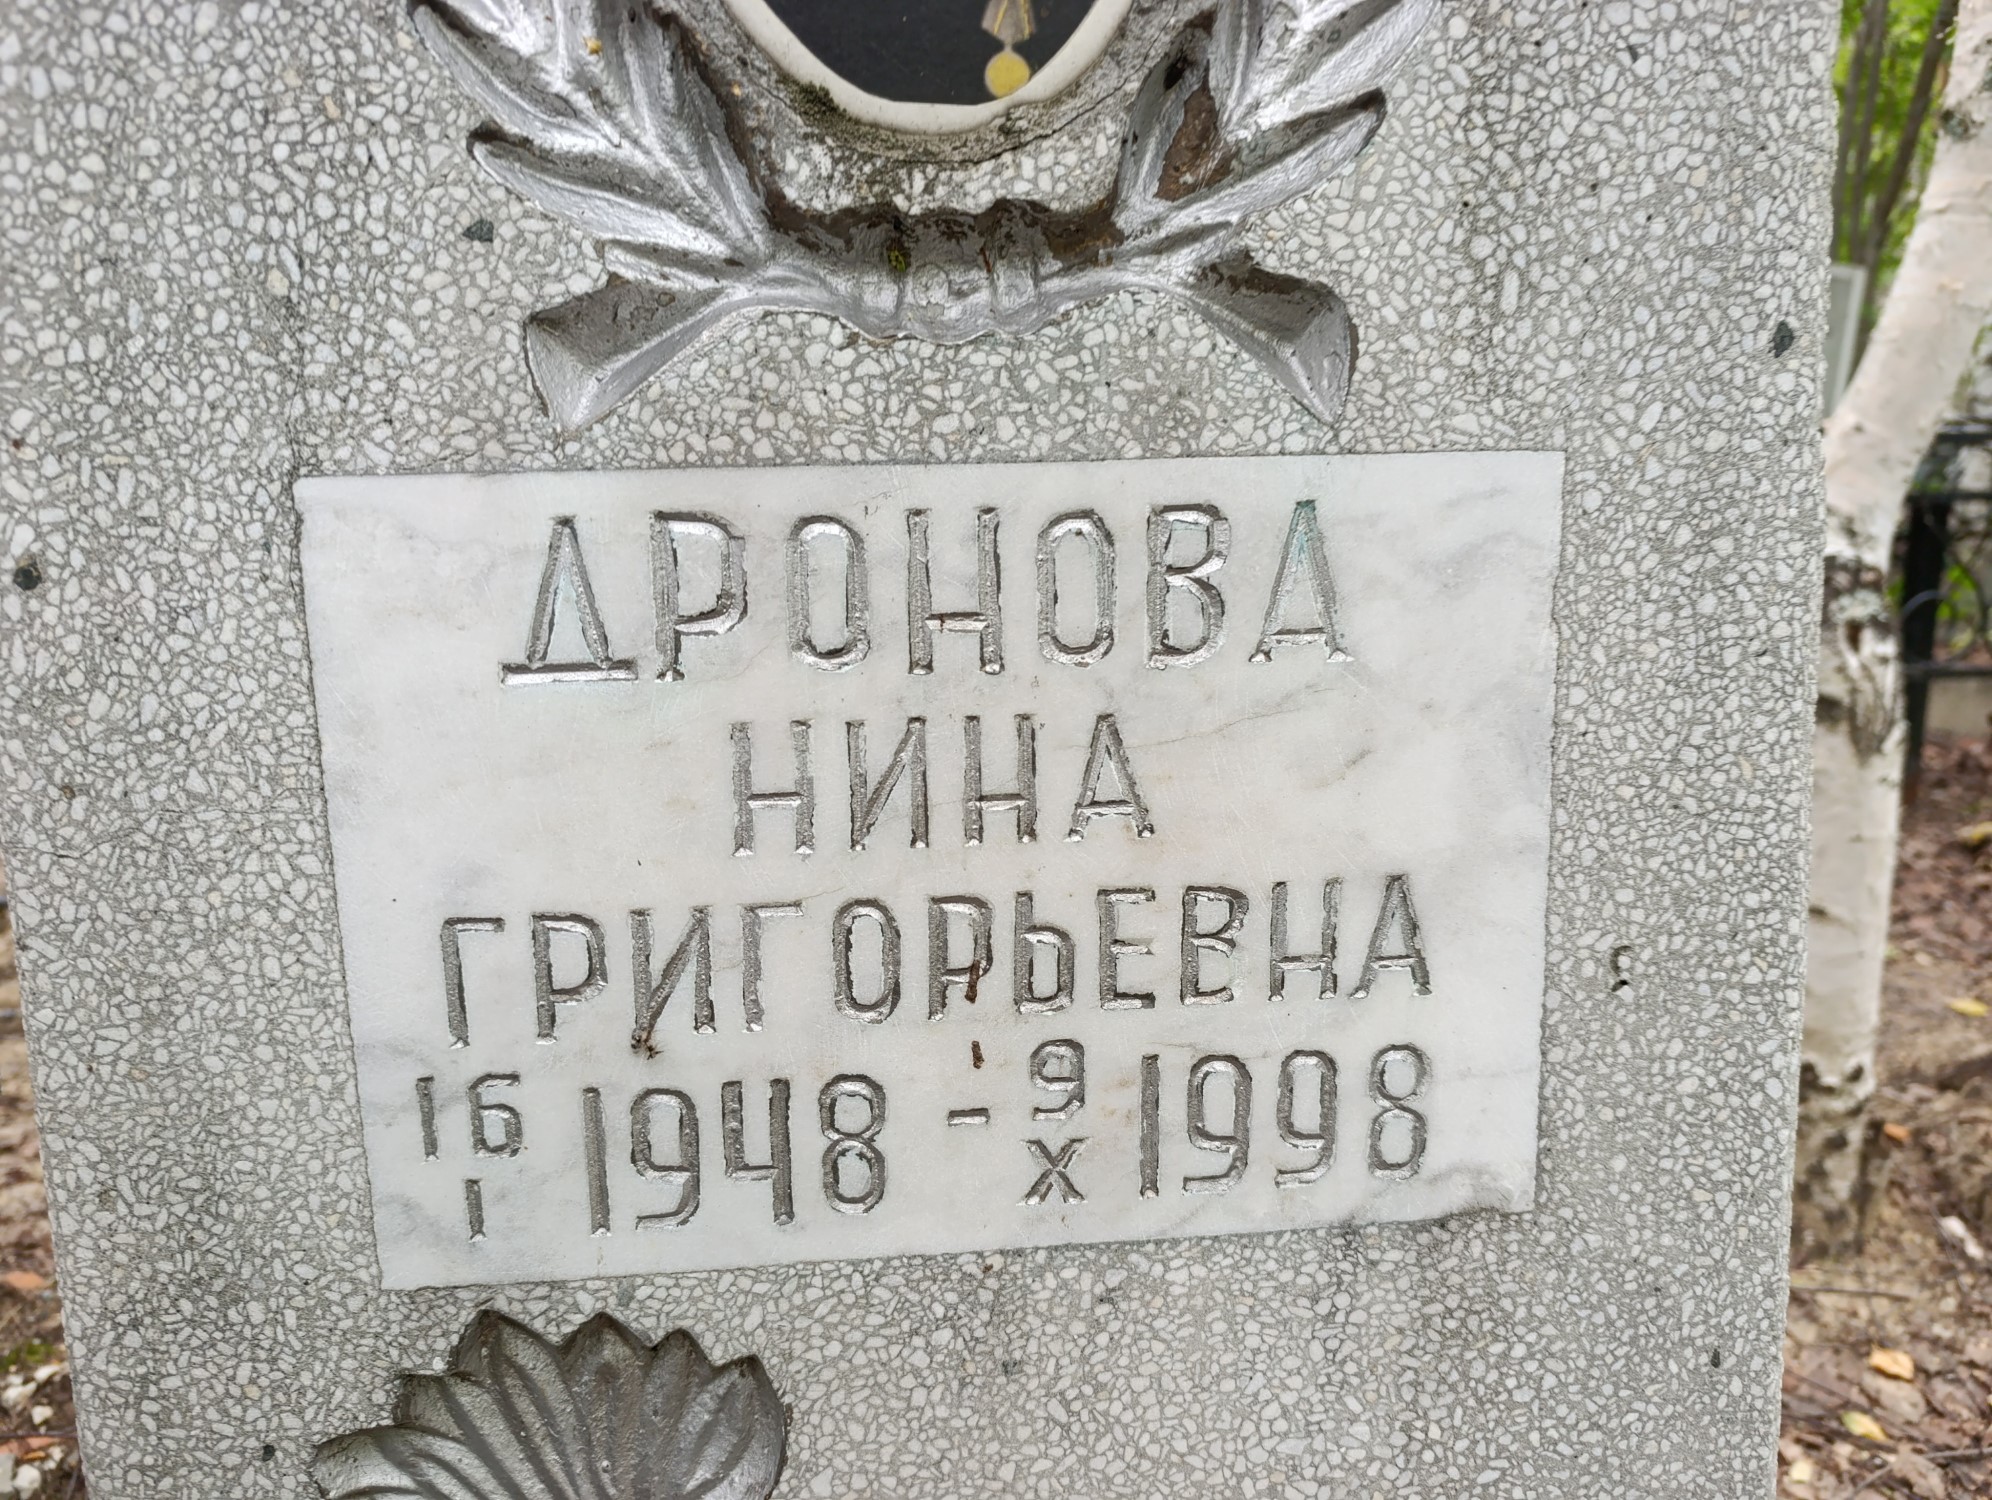 ДРОНОВА
НИНА
ГРИГОРЬЕВНА
16/I 1948 - 9/X 1998